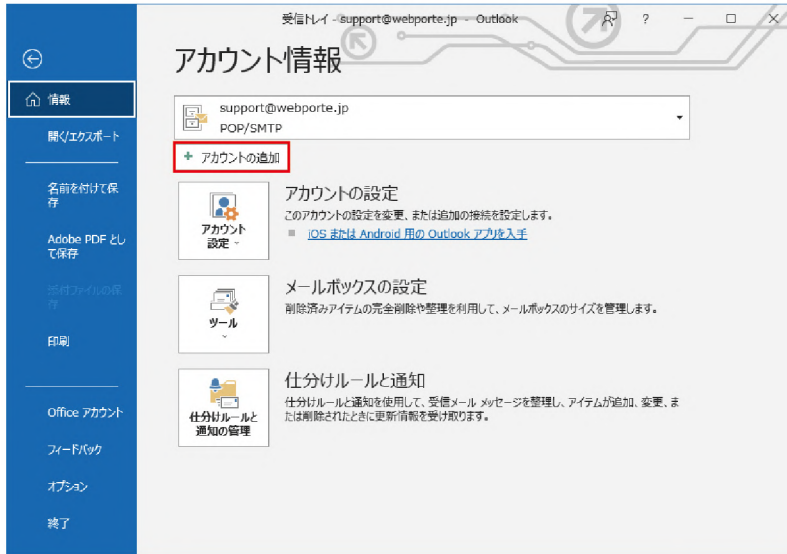 受信トレイ - support@webporte.jp - Outlook
?
アカウント情報
情報
開く/エクスポート
名前を付けて保
存
Adobe PDF とし
て保存
添付ファイルの保
存
印刷
Office アカウント
フィードバック
オプション
終了
support@webporte.jp
POP/SMTP
+ アカウントの追加
アカウント
設定
アカウントの設定
このアカウントの設定を変更、または追加の接続を設定します。
iOS または Android 用の Outlook アプリを入手
ツール
メールボックスの設定
削除済みアイテムの完全削除や整理を利用して、メールボックスのサイズを管理します。
仕分けルールと
通知の管理
仕分けルールと通知
仕分けルールと通知を使用して、受信メール メッセージを整理し、アイテムが追加、変更、ま
たは削除されたときに更新情報を受け取ります。